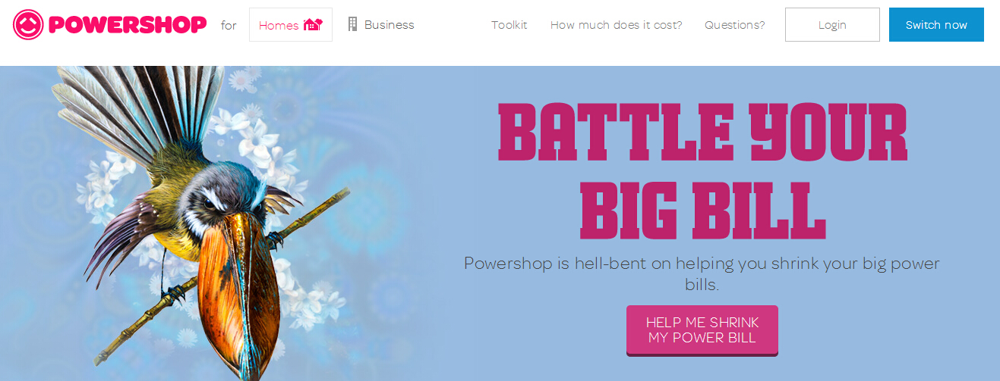 POWERSHOP for Homes Business Toolkit How much does it cost? Questions? Login Switch now
BATTLE YOUR
BIG BILL
Powershop is hell-bent on helping you shrink your big power
bills.
HELP ME SHRINK
MY POWER BILL